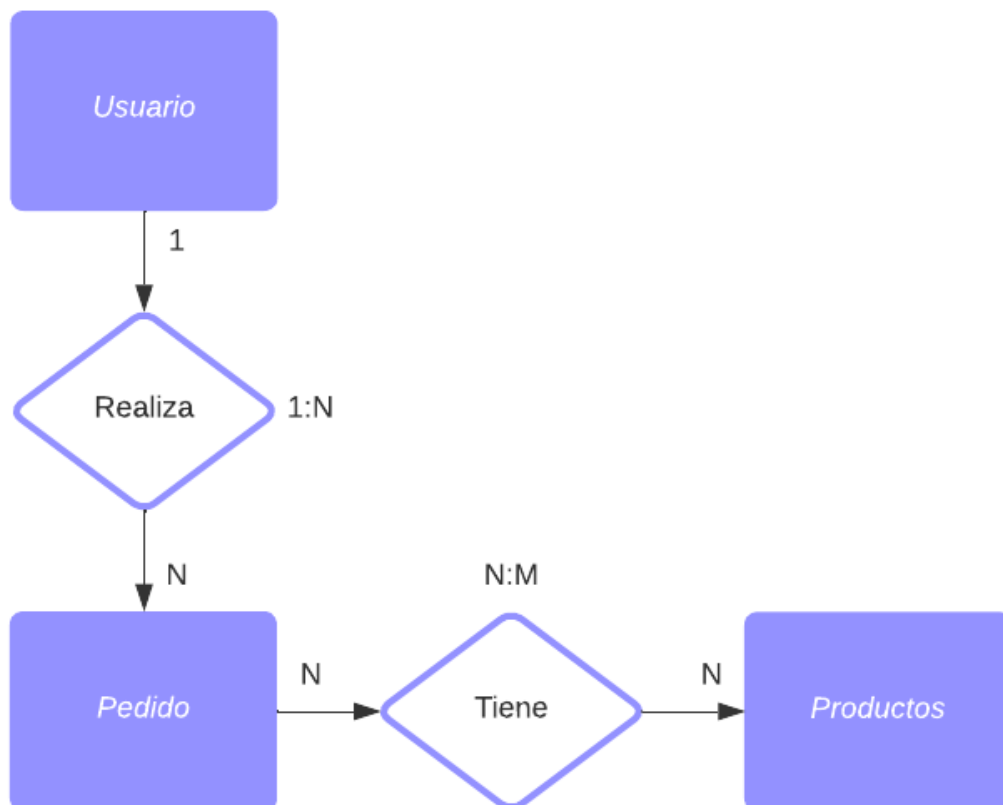 Usuario
1
Realiza
1:N
N
N:M
Pedido
N
Tiene
N
Productos